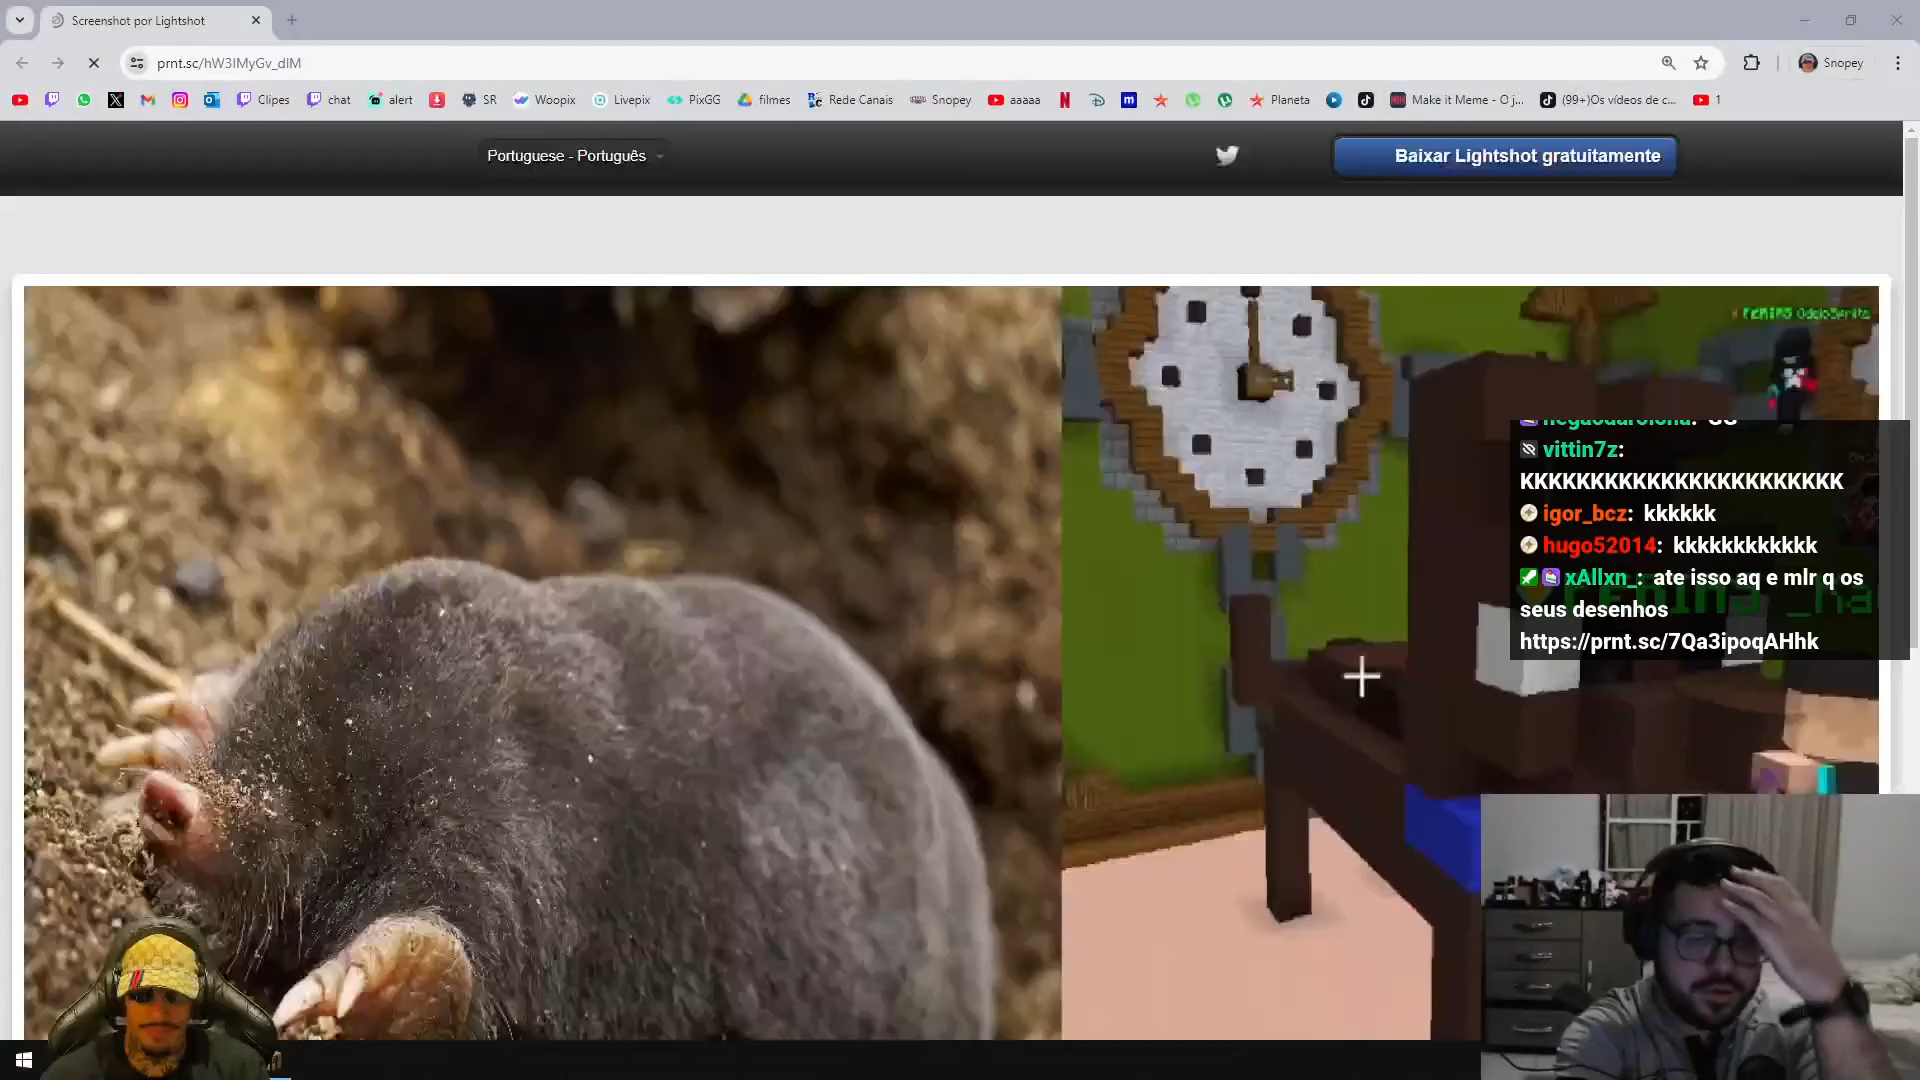 Screenshot por Lightshot
prnt.sc/hW3IMyGv_dlM
Snopey
Clipes
chat
alert
SR
Woopix
Livepix
PixGG
filmes
Rede Canais
Snopey
aaaaa
Planeta
Make it Meme - O j...
(99+)Os vídeos de c...
1
Portuguese - Português
Baixar Lightshot gratuitamente
vittin7z:
KKKKKKKKKKKKKKKKKKKKKKK
igor_bcz: kkkkkk
hugo52014: kkkkkkkkkkkk
xAllxn_: ate isso aq e mlr q os
seus desenhos
https://prnt.sc/7Qa3ipoqAHhk